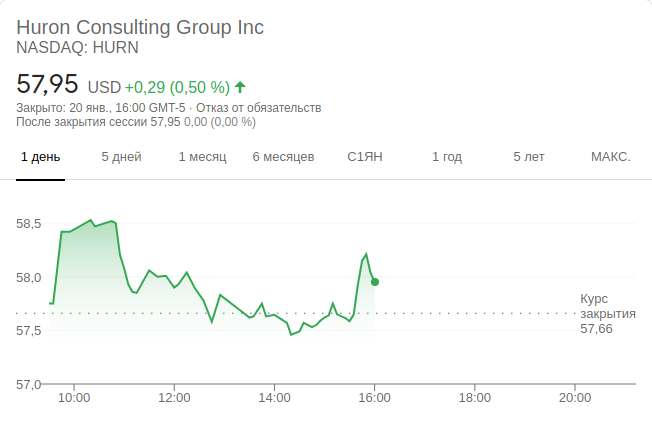 Huron Consulting Group Inc
NASDAQ: HURN
57,95 USD +0,29 (0,50 %)
Закрыто: 20 янв., 16:00 GMT-5 · Отказ от обязательств
После закрытия сессии 57,95 0,00 (0,00 %)
1 день 5 дней 1 месяц 6 месяцев С1ЯН 1 год 5 лет МАКС.
58,5
58,0
57,5
57,0
Курс
закрытия
57,66
10:00 12:00 14:00 16:00 18:00 20:00